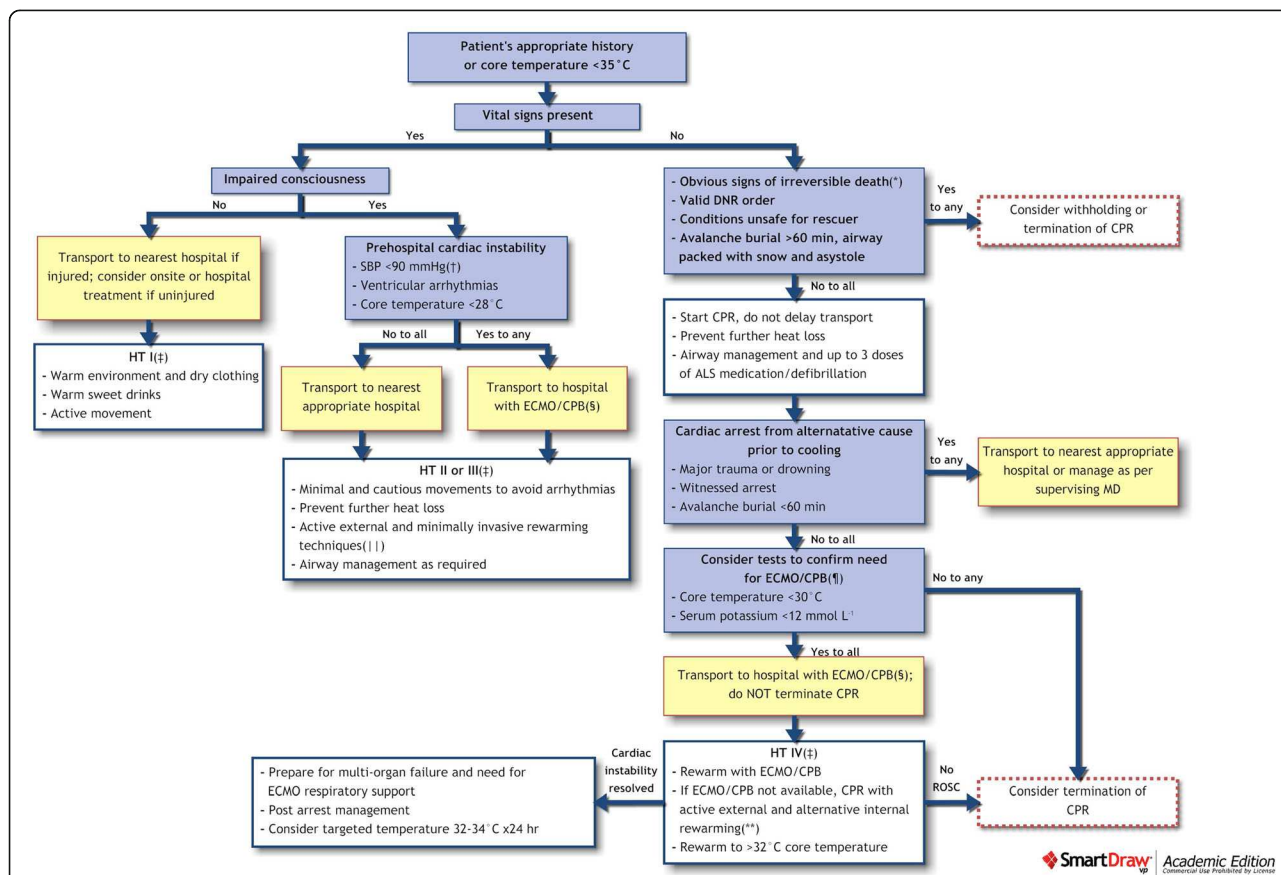 Patient's appropriate history
or core temperature <35°C
Vital signs present
Yes
No
Impaired consciousness
No
Yes
- Obvious signs of irreversible death(*)
- Valid DNR order
- Conditions unsafe for rescuer
- Avalanche burial >60 min, airway
packed with snow and asystole
Yes
to any
Consider withholding or
termination of CPR
Transport to nearest hospital if
injured; consider onsite or hospital
treatment if uninjured
Prehospital cardiac instability
- SBP <90 mmHg(†)
- Ventricular arrhythmias
- Core temperature <28°C
No to all
- Start CPR, do not delay transport
- Prevent further heat loss
- Airway management and up to 3 doses
of ALS medication/defibrillation
No to all
Yes to any
HT I(‡)
- Warm environment and dry clothing
- Warm sweet drinks
- Active movement
Transport to nearest
appropriate hospital
Transport to hospital
with ECMO/CPB(§)
Cardiac arrest from alternatative cause
prior to cooling
- Major trauma or drowning
- Witnessed arrest
- Avalanche burial <60 min
Yes
to any
Transport to nearest appropriate
hospital or manage as per
supervising MD
HT II or III(‡)
- Minimal and cautious movements to avoid arrhythmias
- Prevent further heat loss
- Active external and minimally invasive rewarming
techniques(||)
- Airway management as required
No to all
Consider tests to confirm need
for ECMO/CPB(¶)
- Core temperature <30°C
- Serum potassium <12 mmol L⁻¹
No to any
Yes to all
Transport to hospital with ECMO/CPB(§);
do NOT terminate CPR
HT IV(‡)
- Rewarm with ECMO/CPB
- If ECMO/CPB not available, CPR with
active external and alternative internal
rewarming(**)
- Rewarm to >32°C core temperature
Cardiac
instability
resolved
- Prepare for multi-organ failure and need for
ECMO respiratory support
- Post arrest management
- Consider targeted temperature 32-34°C x24 hr
No
ROSC
Consider termination of
CPR
SmartDraw vp Academic Edition
Commercial Use Prohibited by License